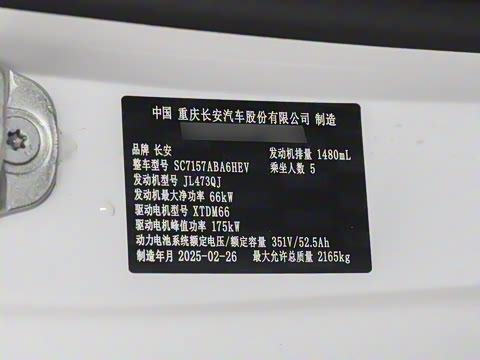 中国 重庆长安汽车股份有限公司 制造
品牌 长安 发动机排量 1480mL
整车型号 SC7157ABA6HEV 乘坐人数 5
发动机型号 JL473QJ
发动机最大净功率 66kW
驱动电机型号 XTDM66
驱动电机峰值功率 175kW
动力电池系统额定电压/额定容量 351V/52.5Ah
制造年月 2025-02-26 最大允许总质量 2165kg